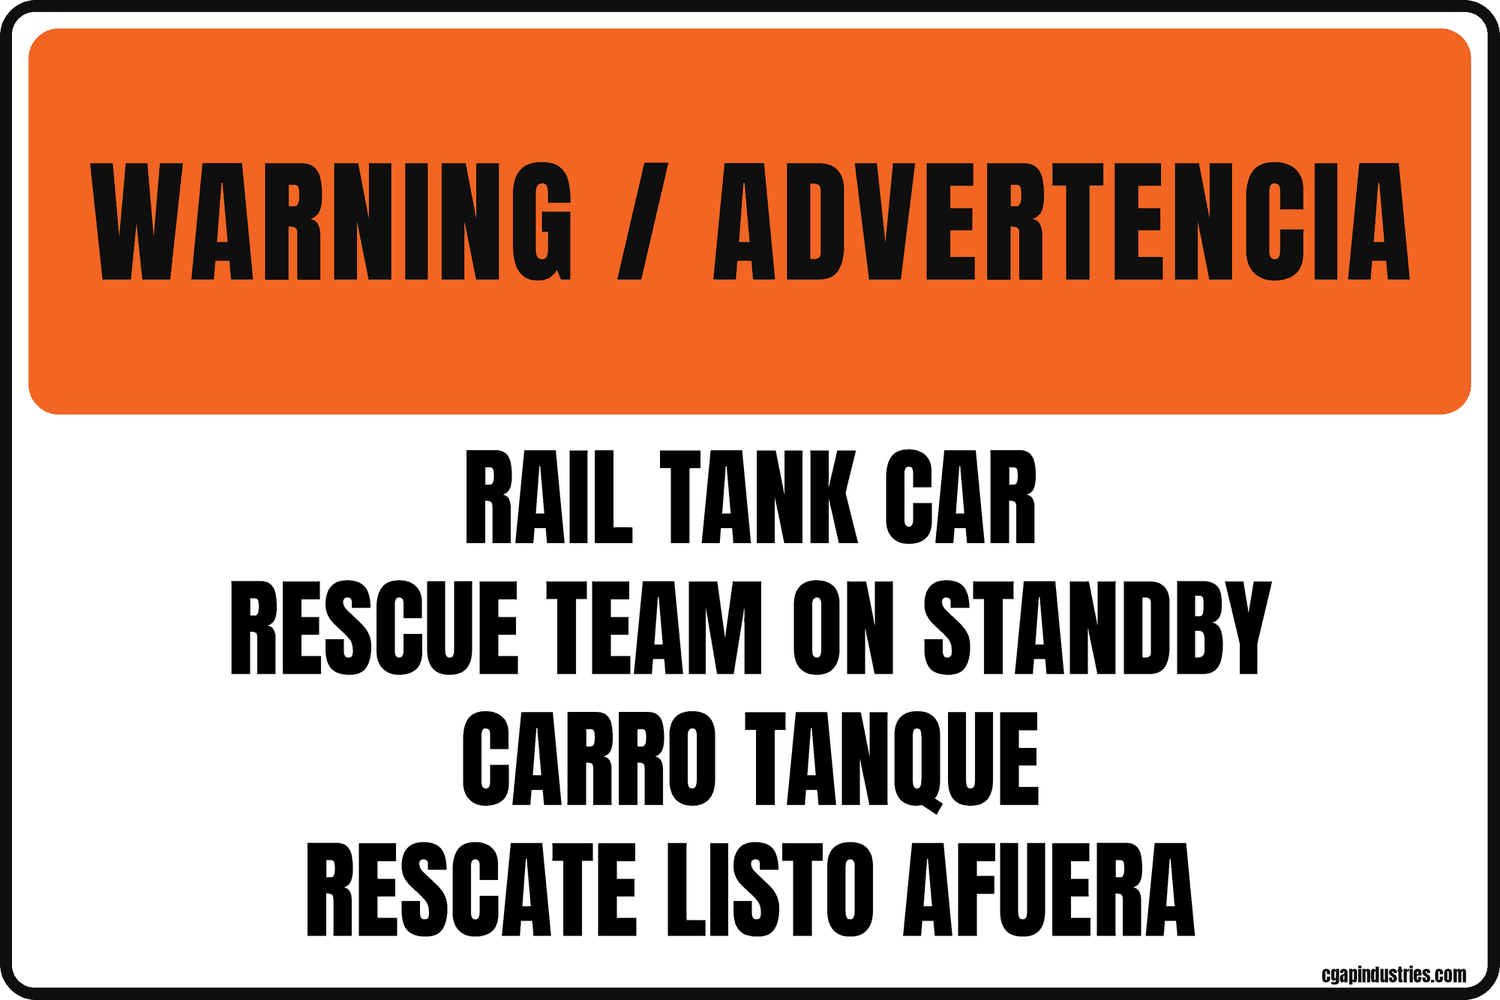 WARNING / ADVERTENCIA
RAIL TANK CAR
RESCUE TEAM ON STANDBY
CARRO TANQUE
RESCATE LISTO AFUERA
cgapindustries.com